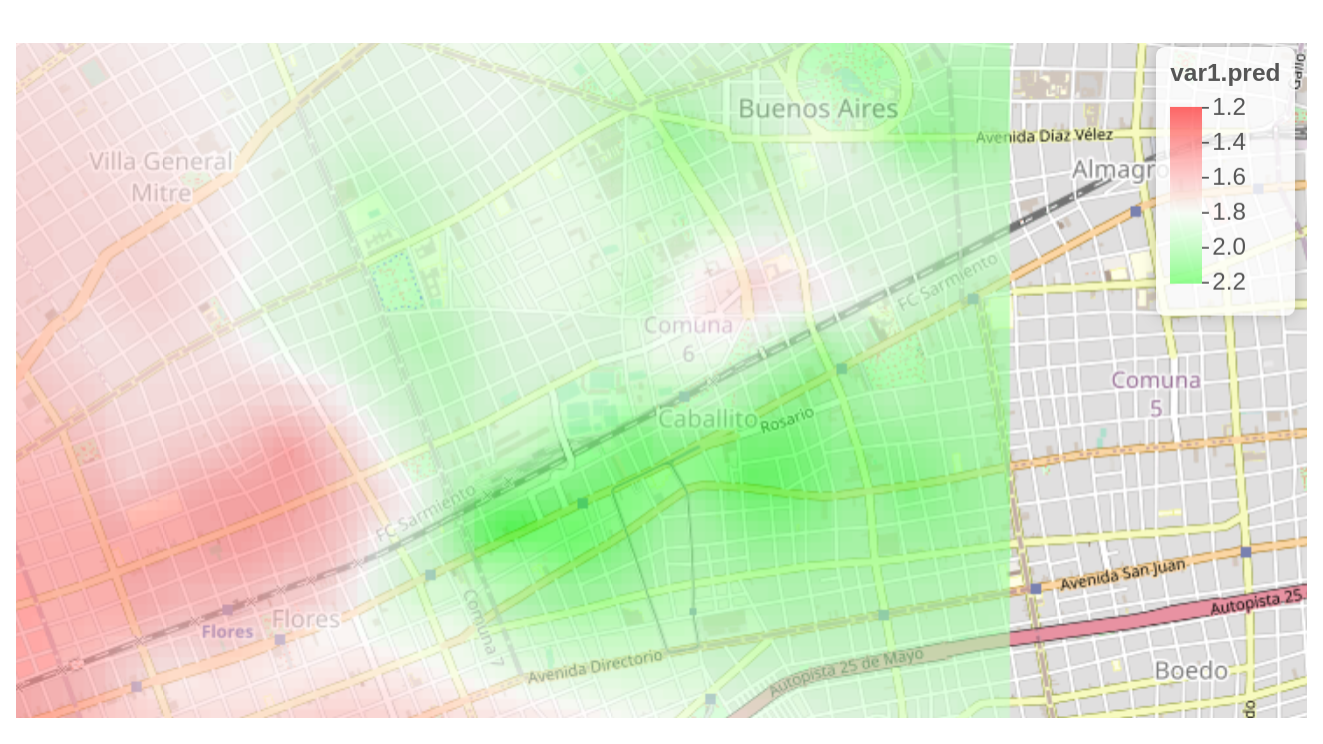 var1.pred
1.2
1.4
1.6
1.8
2.0
2.2
Buenos Aires
Avenida Díaz Vélez
Villa General
Mitre
Almagro
FC Sarmiento
Comuna
6
Comuna
5
Caballito
Rosario
FC Sarmiento
Avenida San Juan
Comuna 7
Autopista 25
Flores
Flores
Avenida Directorio
Autopista 25 de Mayo
Boedo